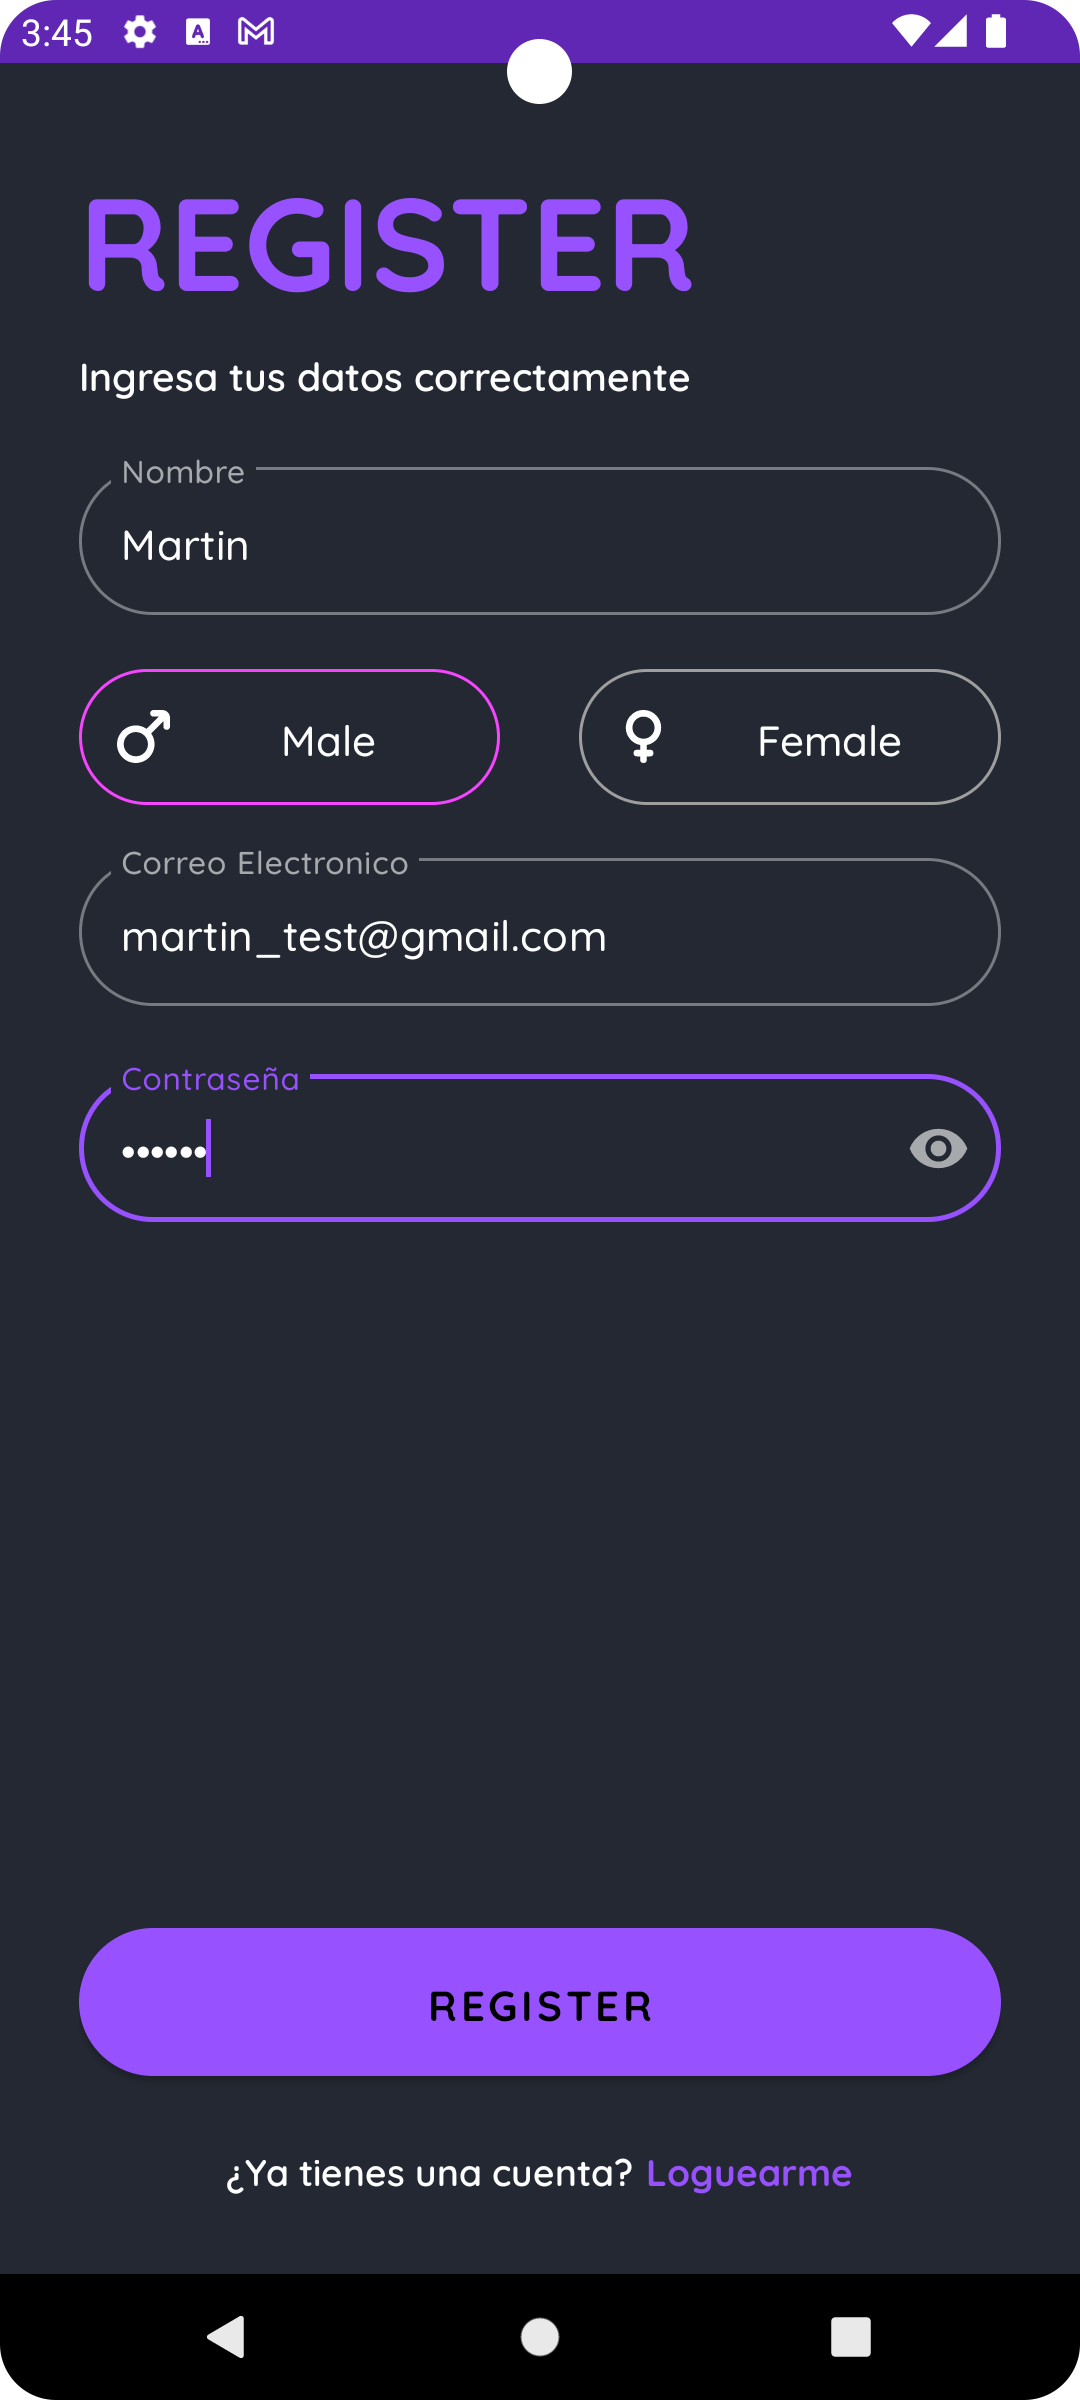 3:45
REGISTER
Ingresa tus datos correctamente
Nombre
Martin
Male
Female
Correo Electronico
martin_test@gmail.com
Contraseña
••••••
REGISTER
¿Ya tienes una cuenta? Loguearme